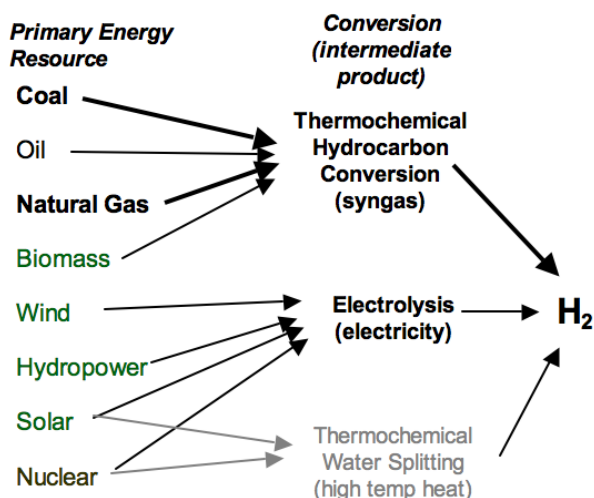 Primary Energy
Resource
Coal
Oil
Natural Gas
Biomass
Wind
Hydropower
Solar
Nuclear
Conversion
(intermediate
product)
Thermochemical
Hydrocarbon
Conversion
(syngas)
Electrolysis
(electricity)
Thermochemical
Water Splitting
(high temp heat)
H₂